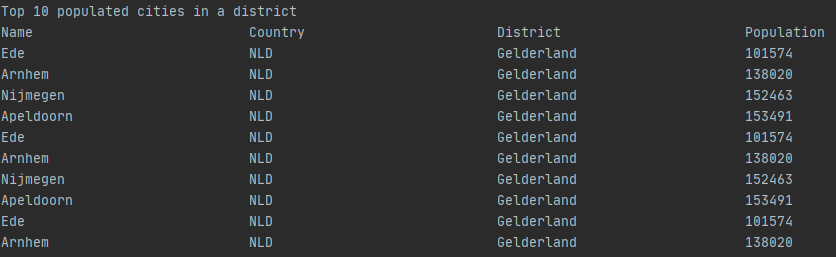 Top 10 populated cities in a district
Name Country District Population
Ede NLD Gelderland 101574
Arnhem NLD Gelderland 138020
Nijmegen NLD Gelderland 152463
Apeldoorn NLD Gelderland 153491
Ede NLD Gelderland 101574
Arnhem NLD Gelderland 138020
Nijmegen NLD Gelderland 152463
Apeldoorn NLD Gelderland 153491
Ede NLD Gelderland 101574
Arnhem NLD Gelderland 138020